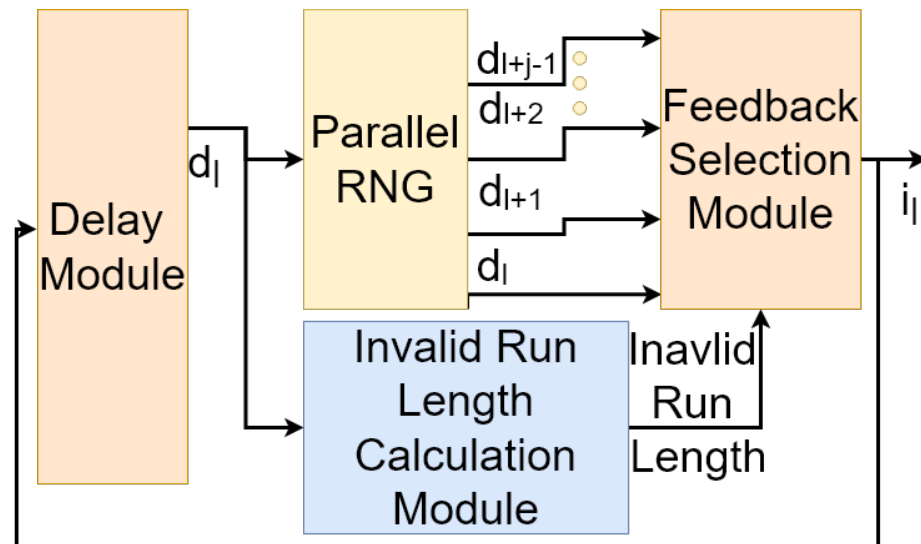 Delay
Module
dl
Parallel
RNG
dl+j-1
dl+2
dl+1
dl
Feedback
Selection
Module
il
Invalid Run
Length
Calculation
Module
Inavlid
Run
Length